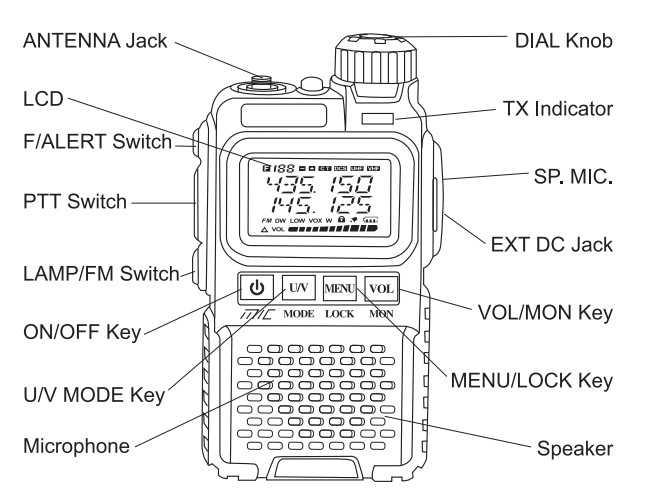 ANTENNA Jack
DIAL Knob
LCD
TX Indicator
F/ALERT Switch
F 188 - + CT DCS UHF VHF
435.150
SP. MIC.
PTT Switch
145.125
FM DW LOW VOX W
△ VOL
EXT DC Jack
LAMP/FM Switch
U/V MENU VOL
VOL/MON Key
MIC MODE LOCK MON
ON/OFF Key
MENU/LOCK Key
U/V MODE Key
Microphone
Speaker